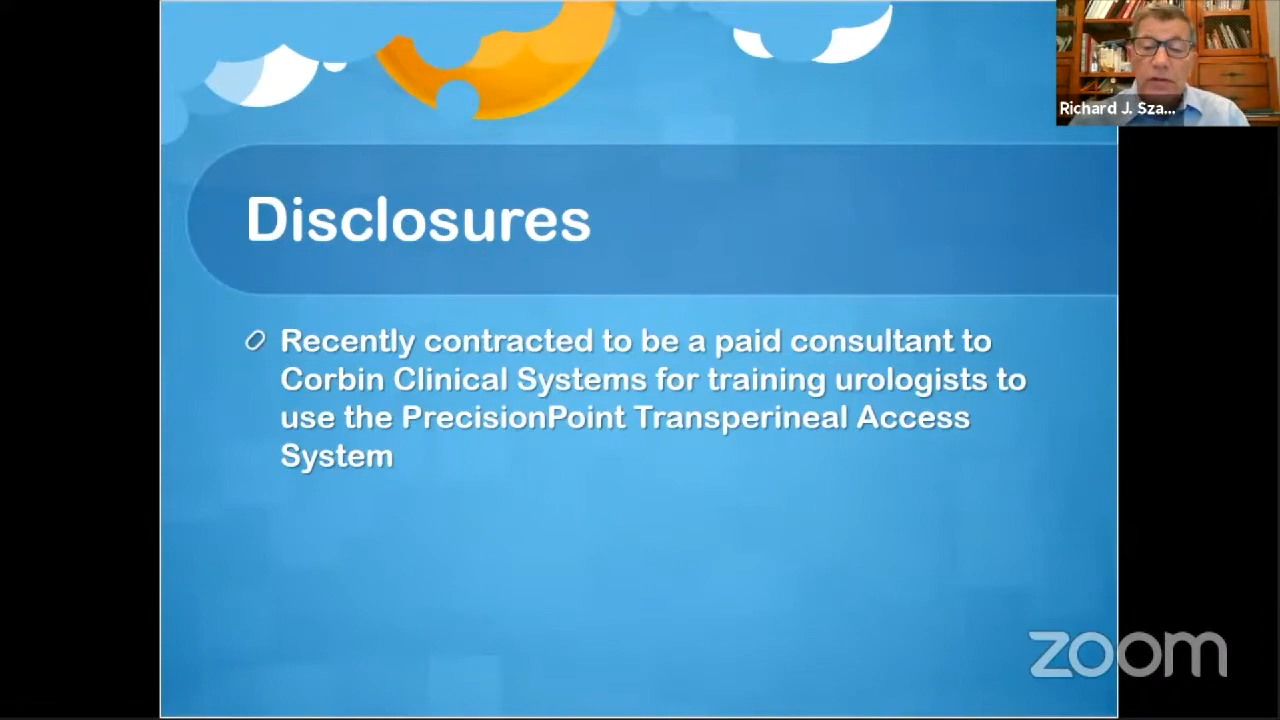 Richard J. Sza...
Disclosures
Recently contracted to be a paid consultant to
Corbin Clinical Systems for training urologists to
use the PrecisionPoint Transperineal Access
System
zoom